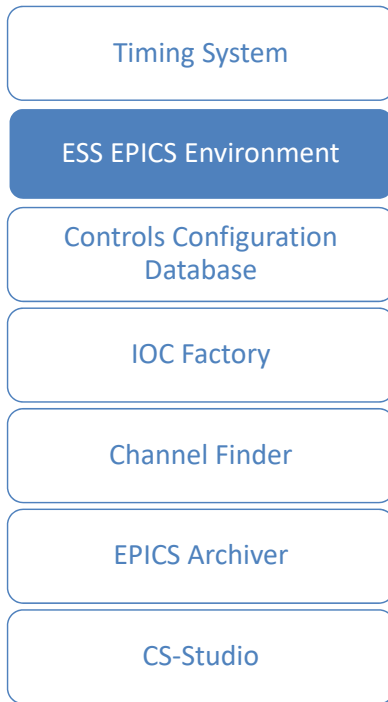 Timing System
ESS EPICS Environment
Controls Configuration
Database
IOC Factory
Channel Finder
EPICS Archiver
CS-Studio